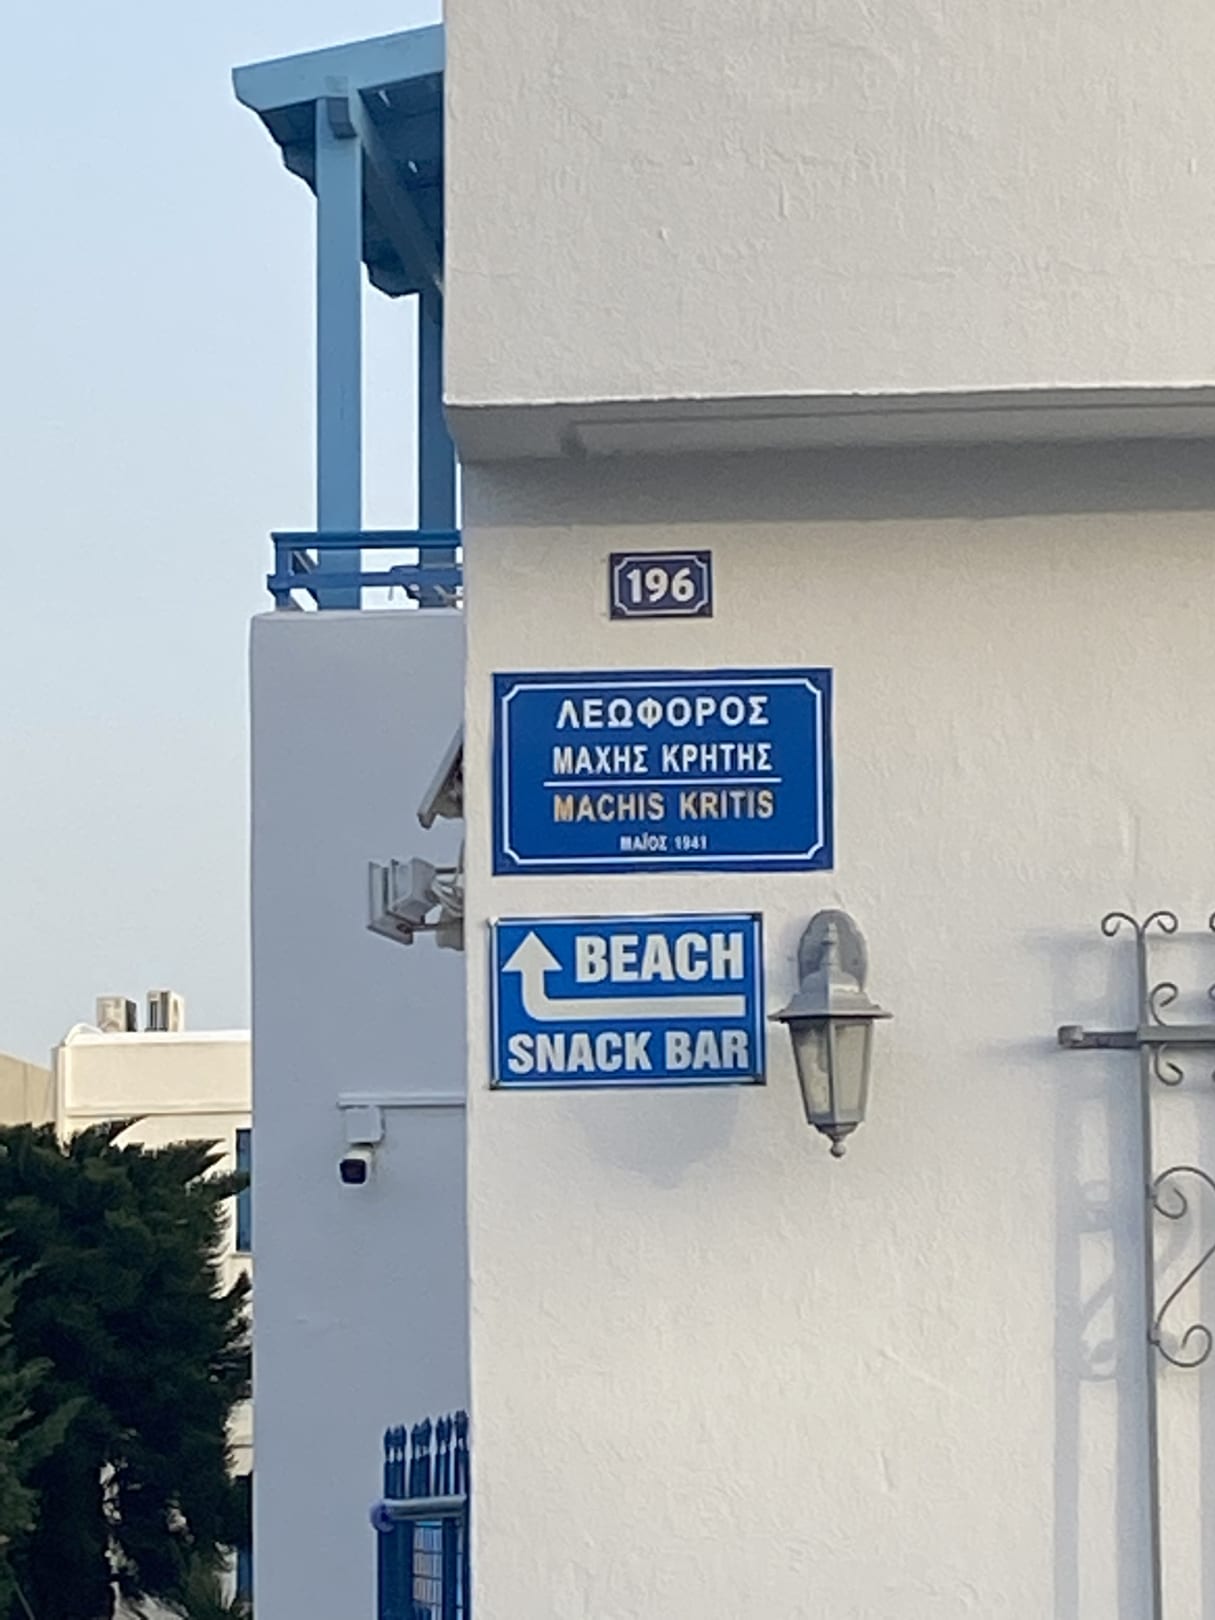 196
ΛΕΩΦΟΡΟΣ
ΜΑΧΗΣ ΚΡΗΤΗΣ
MACHIS KRITIS
ΜΑΪΟΣ 1941
BEACH
SNACK BAR